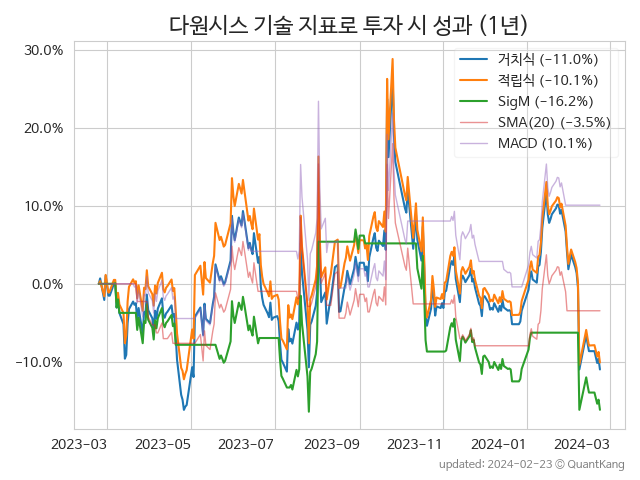 다원시스 기술 지표로 투자 시 성과 (1년)
30.0%
20.0%
10.0%
0.0%
−10.0%
거치식 (−11.0%)
적립식 (−10.1%)
SigM (−16.2%)
SMA(20) (−3.5%)
MACD (10.1%)
2023-03 2023-05 2023-07 2023-09 2023-11 2024-01 2024-03
updated: 2024-02-23 ⓒ QuantKang